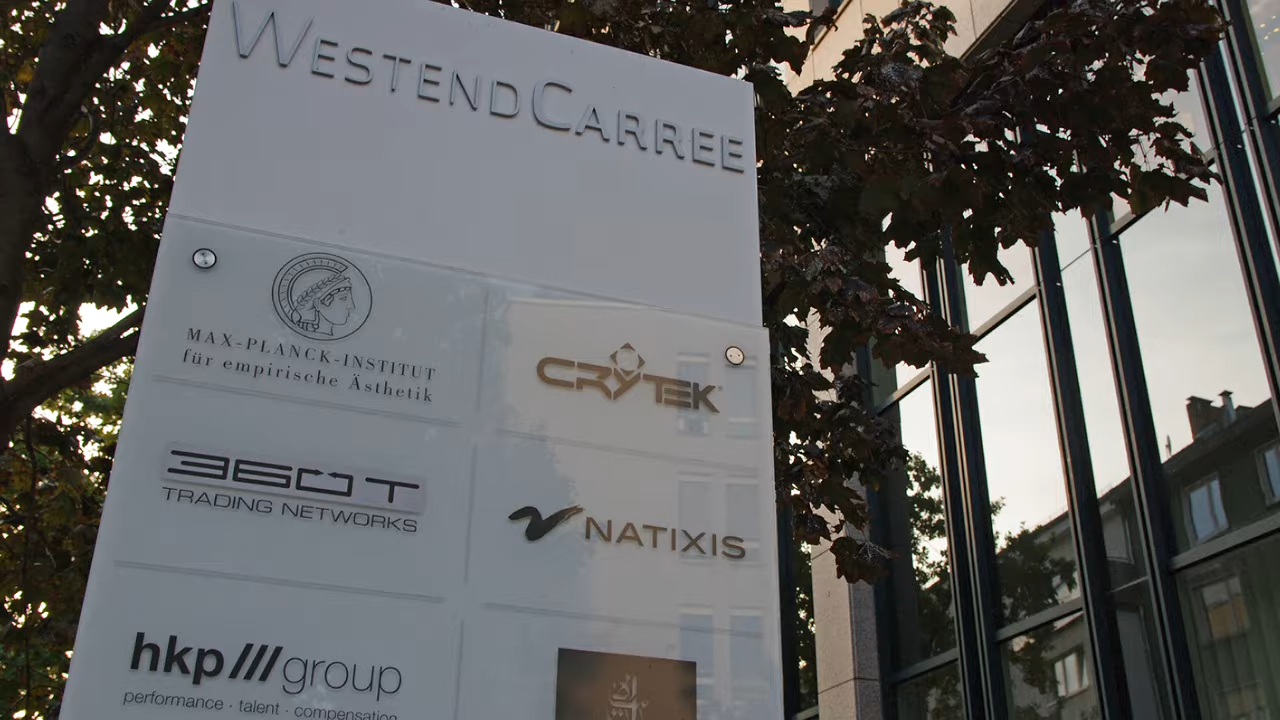 WESTENDCARREE
MAX-PLANCK-INSTITUT
für empirische Ästhetik
CRYTEK
360T
TRADING NETWORKS
NATIXIS
hkp///group
performance · talent · compensation